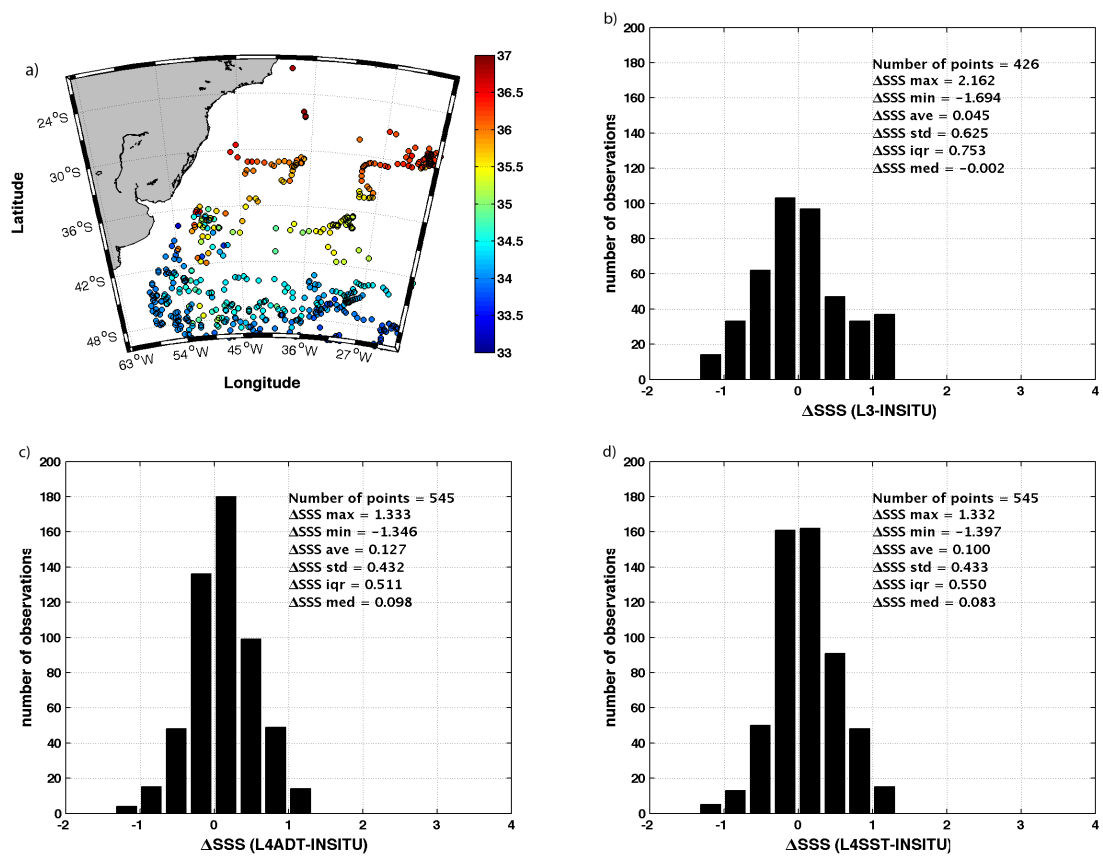 a)
24°S
30°S
36°S
42°S
48°S
Latitude
63°W
54°W
45°W
36°W
27°W
Longitude
37
36.5
36
35.5
35
34.5
34
33.5
33
b)
200
180
160
140
120
100
80
60
40
20
0
number of observations
Number of points = 426
ΔSSS max = 2.162
ΔSSS min = −1.694
ΔSSS ave = 0.045
ΔSSS std = 0.625
ΔSSS iqr = 0.753
ΔSSS med = −0.002
-2 -1 0 1 2 3 4
ΔSSS (L3-INSITU)
c)
200
180
160
140
120
100
80
60
40
20
0
number of observations
Number of points = 545
ΔSSS max = 1.333
ΔSSS min = −1.346
ΔSSS ave = 0.127
ΔSSS std = 0.432
ΔSSS iqr = 0.511
ΔSSS med = 0.098
-2 -1 0 1 2 3 4
ΔSSS (L4ADT-INSITU)
d)
200
180
160
140
120
100
80
60
40
20
0
number of observations
Number of points = 545
ΔSSS max = 1.332
ΔSSS min = −1.397
ΔSSS ave = 0.100
ΔSSS std = 0.433
ΔSSS iqr = 0.550
ΔSSS med = 0.083
-2 -1 0 1 2 3 4
ΔSSS (L4SST-INSITU)